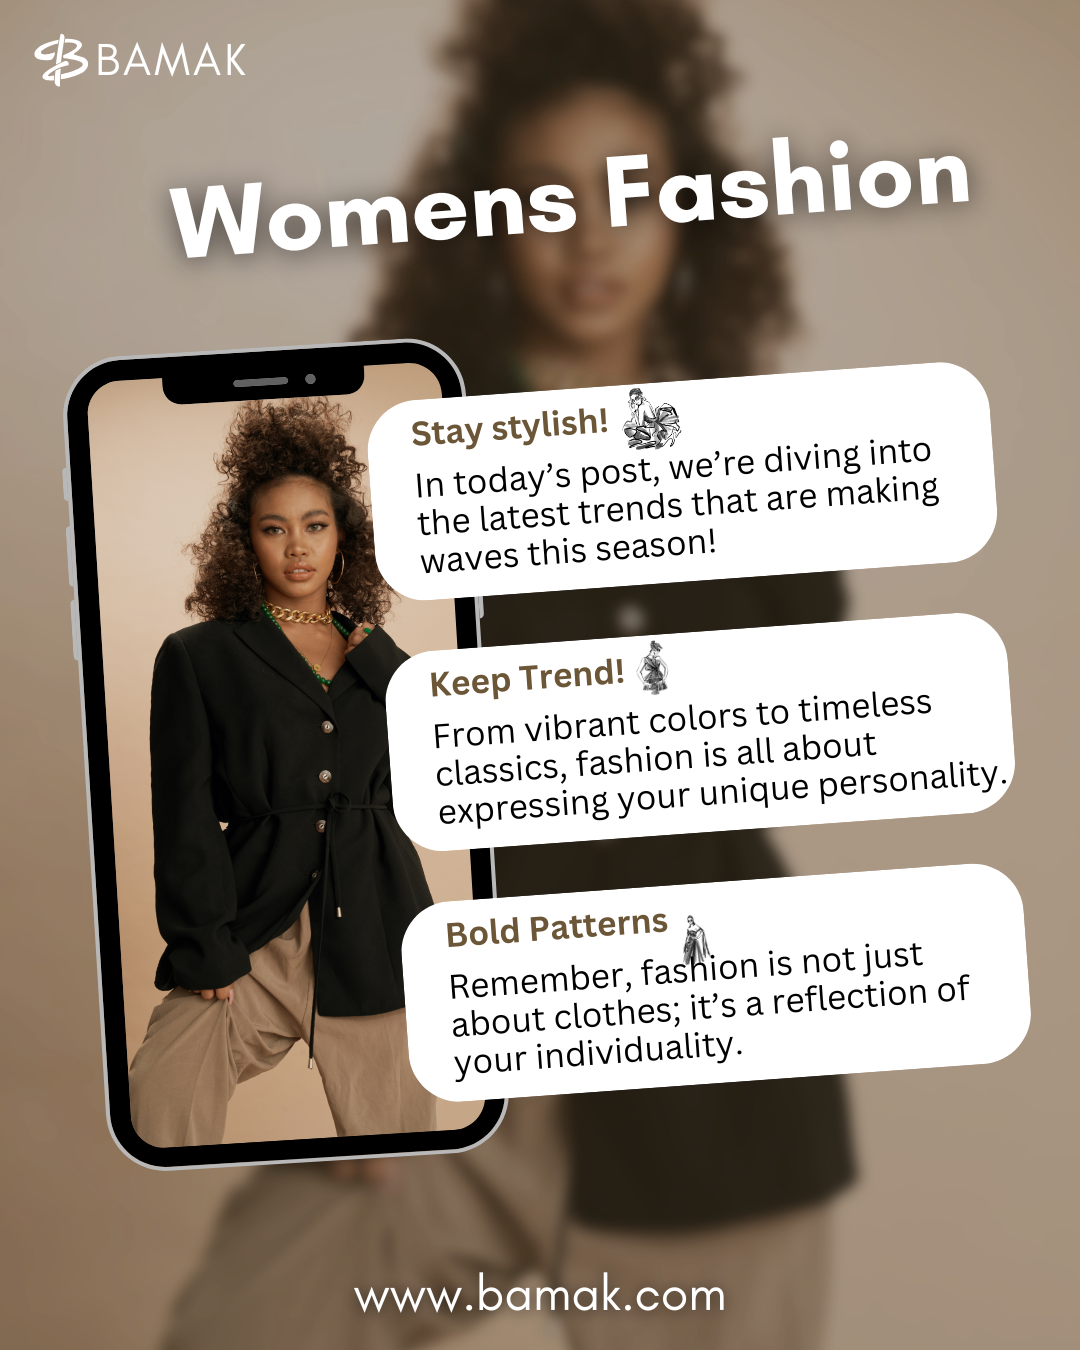 BAMAK
Womens Fashion
Stay stylish!
In today’s post, we’re diving into
the latest trends that are making
waves this season!
Keep Trend!
From vibrant colors to timeless
classics, fashion is all about
expressing your unique personality.
Bold Patterns
Remember, fashion is not just
about clothes; it’s a reflection of
your individuality.
www.bamak.com